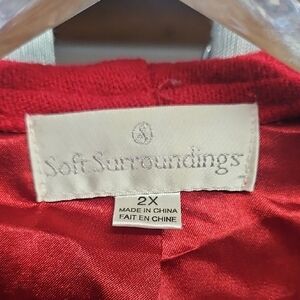 Soft Surroundings
2X
MADE IN CHINA
FAIT EN CHINE